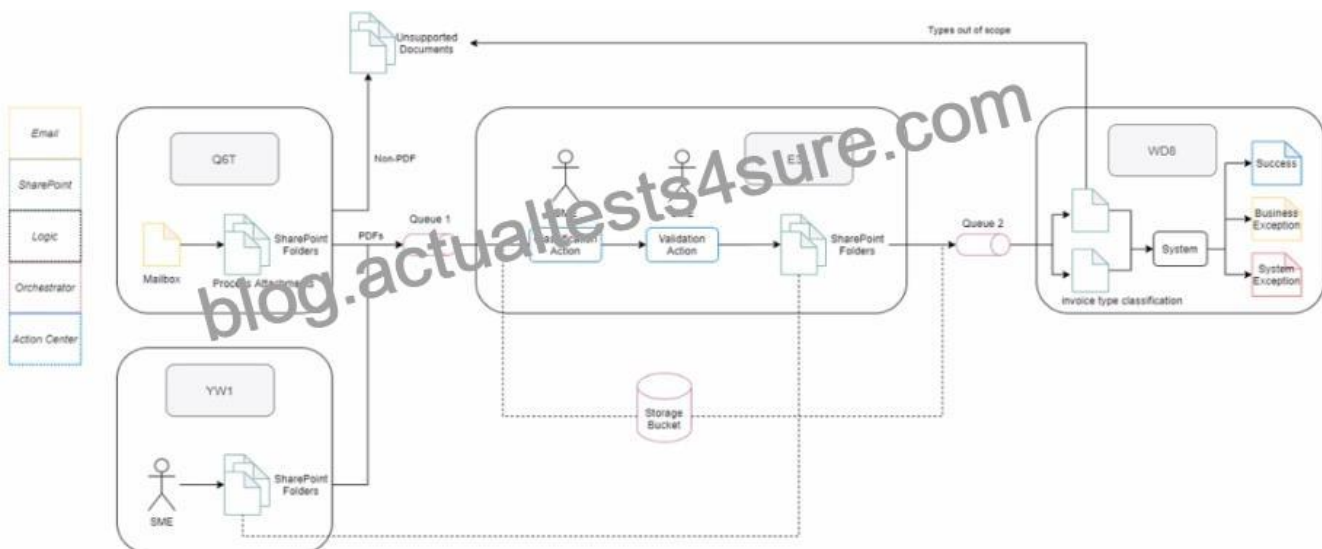 Types out of scope
Unsupported
Documents
Email
SharePoint
Logic
Orchestrator
Action Center
Q6T
Non-PDF
Mailbox
SharePoint
Folders
Process Attachments
PDFs
Queue 1
Action
Validation
Action
SharePoint
Folders
Queue 2
WD8
System
invoice type classification
Success
Business
Exception
System
Exception
YW1
SME
SharePoint
Folders
Storage
Bucket
blog.actualtests4sure.com